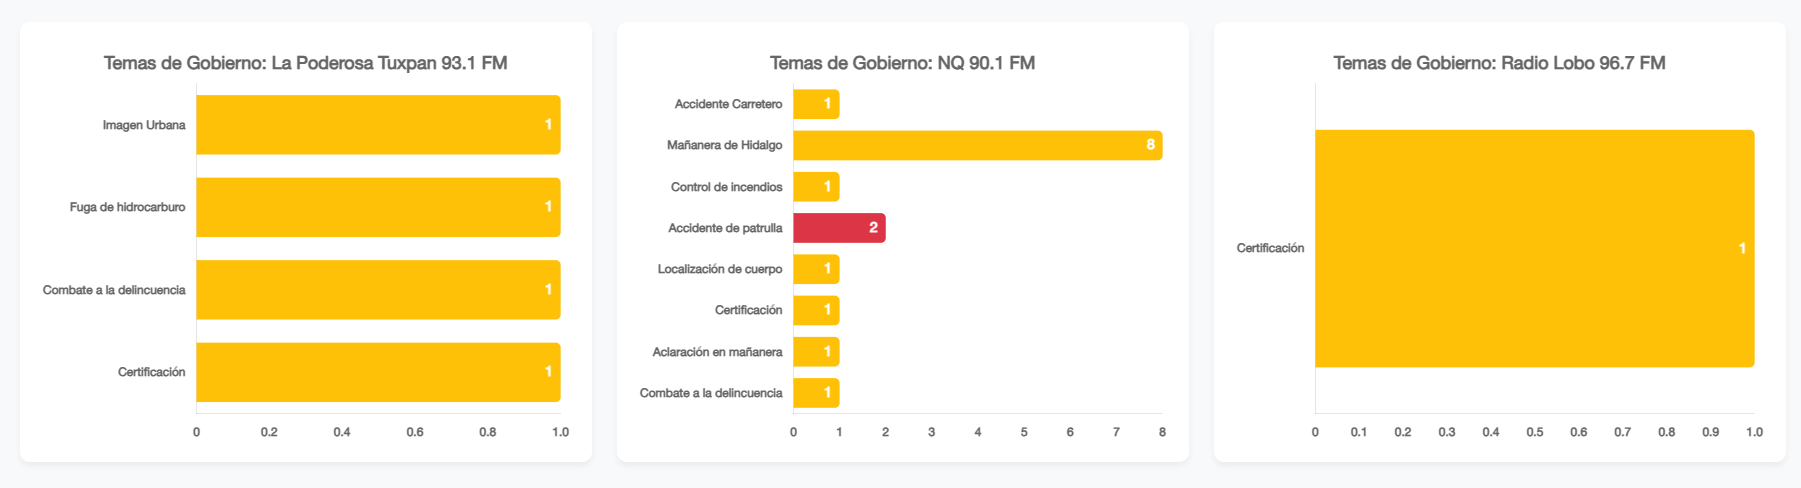 Temas de Gobierno: La Poderosa Tuxpan 93.1 FM
Imagen Urbana
1
Fuga de hidrocarburo
1
Combate a la delincuencia
1
Certificación
1
0 0.2 0.4 0.6 0.8 1.0
Temas de Gobierno: NQ 90.1 FM
Accidente Carretero
1
Mañanera de Hidalgo
8
Control de incendios
1
Accidente de patrulla
2
Localización de cuerpo
1
Certificación
1
Aclaración en mañanera
1
Combate a la delincuencia
1
0 1 2 3 4 5 6 7 8
Temas de Gobierno: Radio Lobo 96.7 FM
Certificación
1
0 0.1 0.2 0.3 0.4 0.5 0.6 0.7 0.8 0.9 1.0